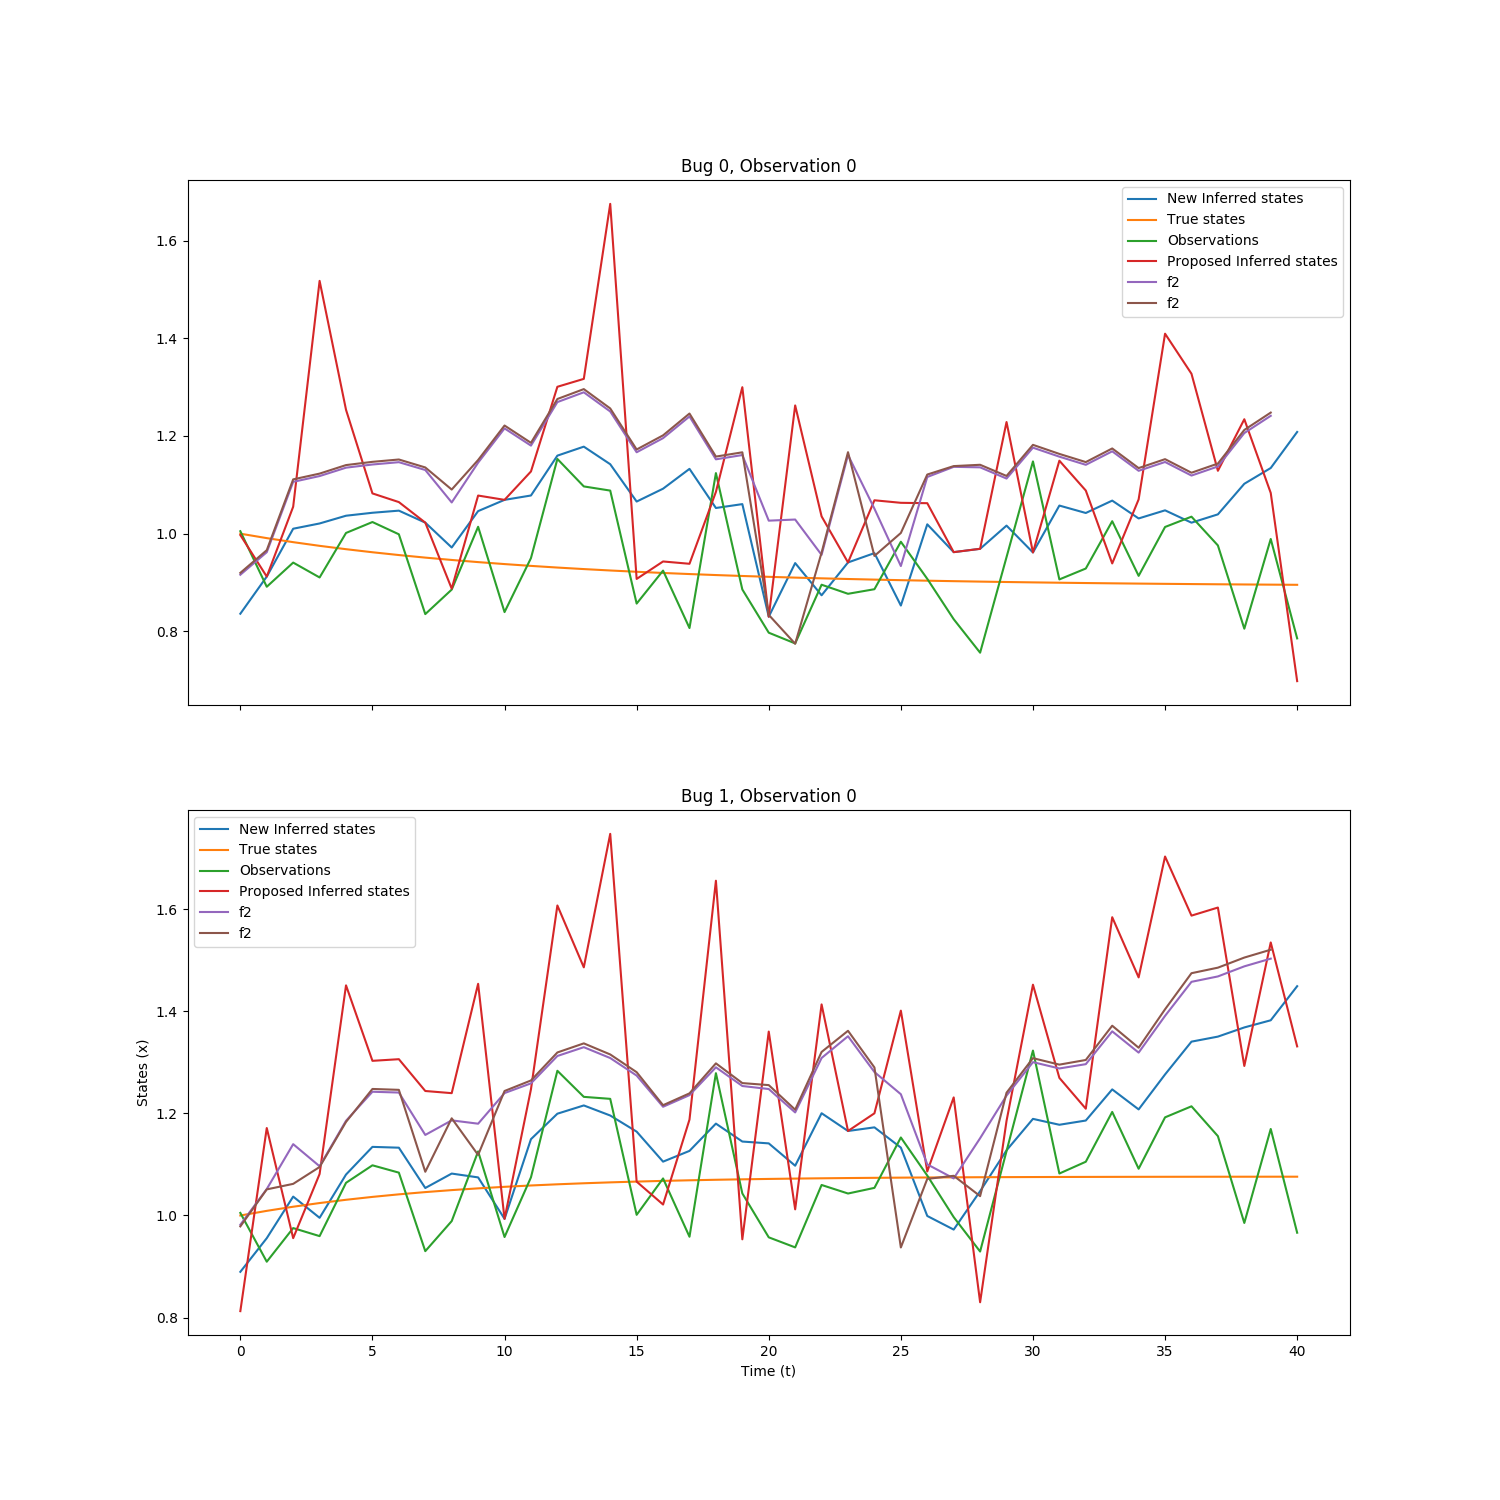 Bug 0, Observation 0
New Inferred states
True states
Observations
Proposed Inferred states
f2
f2
1.6
1.4
1.2
1.0
0.8
Bug 1, Observation 0
New Inferred states
True states
Observations
Proposed Inferred states
f2
f2
States (x)
1.6
1.4
1.2
1.0
0.8
0 5 10 15 20 25 30 35 40
Time (t)